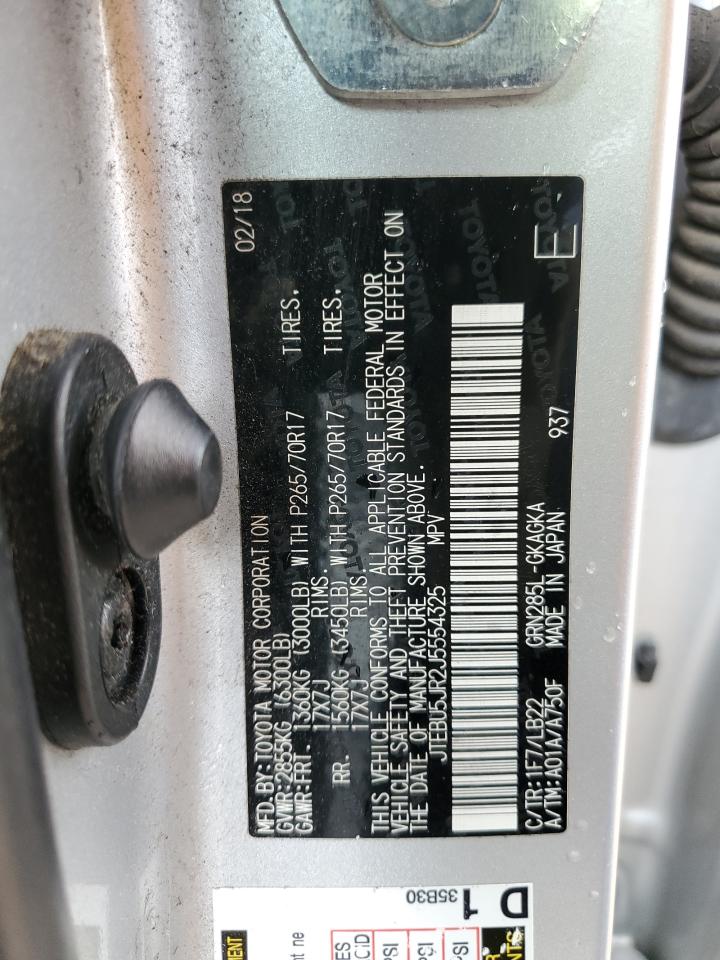 02/18
MFD.BY:TOYOTA MOTOR CORPORATION
GVWR:2855KG (6300LB)
GAWR:FRT. 1360KG (3000LB) WITH P265/70R17 TIRES.
17X7J RIMS.
RR. 1560KG (3450LB) WITH P265/70R17 TIRES.
17X7J RIMS.
THIS VEHICLE CONFORMS TO ALL APPLICABLE FEDERAL MOTOR
VEHICLE SAFETY AND THEFT PREVENTION STANDARDS IN EFFECT ON
THE DATE OF MANUFACTURE SHOWN ABOVE.
JTEBU5JR2J5554325 MPV
C/TR:1F7/LB22 GRN285L-GKAGKA 937
A/TM:A01A/A750F MADE IN JAPAN
E
TOYOTA
D 1
35B30